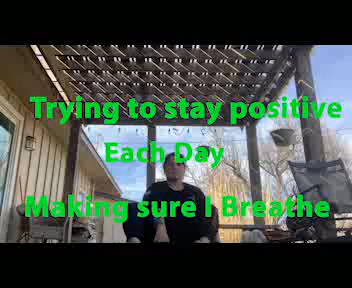 Trying to stay positive
Each Day
Making sure I Breathe